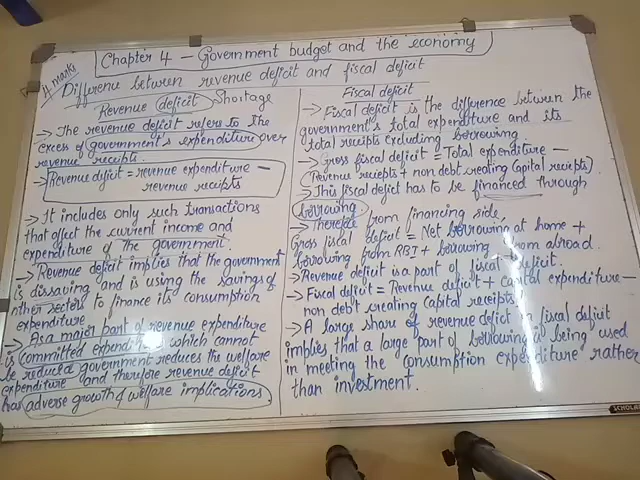 Chapter 4 - Government budget and the economy
4 marks
Difference between revenue deficit and fiscal deficit
Revenue deficit Shortage
→ The revenue deficit refers to the
excess of government's expenditure over
revenue receipts.
→ Revenue deficit = revenue expenditure -
revenue receipts
→ It includes only such transactions
that affect the current income and
expenditure of the government.
→ Revenue deficit implies that the government
is dissaving and is using the savings of
other sectors to finance its consumption
expenditure
→ As a major part of revenue expenditure
is committed expenditure which cannot
be reduced government reduces the welfare
expenditure and therefore revenue deficit
has adverse growth & welfare implications.
Fiscal deficit
→ Fiscal deficit is the difference between the
government's total expenditure and its
total receipts excluding borrowing.
→ Gross fiscal deficit = Total expenditure -
(Revenue receipts + non debt creating Capital receipts)
→ This fiscal deficit has to be financed through
borrowing
→ Therefore from financing side,
Gross fiscal deficit = Net borrowing at home +
borrowing from RBI + borrowing from abroad.
→ Revenue deficit is a part of fiscal deficit.
→ Fiscal deficit = Revenue deficit + capital expenditure -
non debt creating capital receipts
→ A large share of revenue deficit in fiscal deficit
implies that a large part of borrowing is being used
in meeting the consumption expenditure rather
than investment.